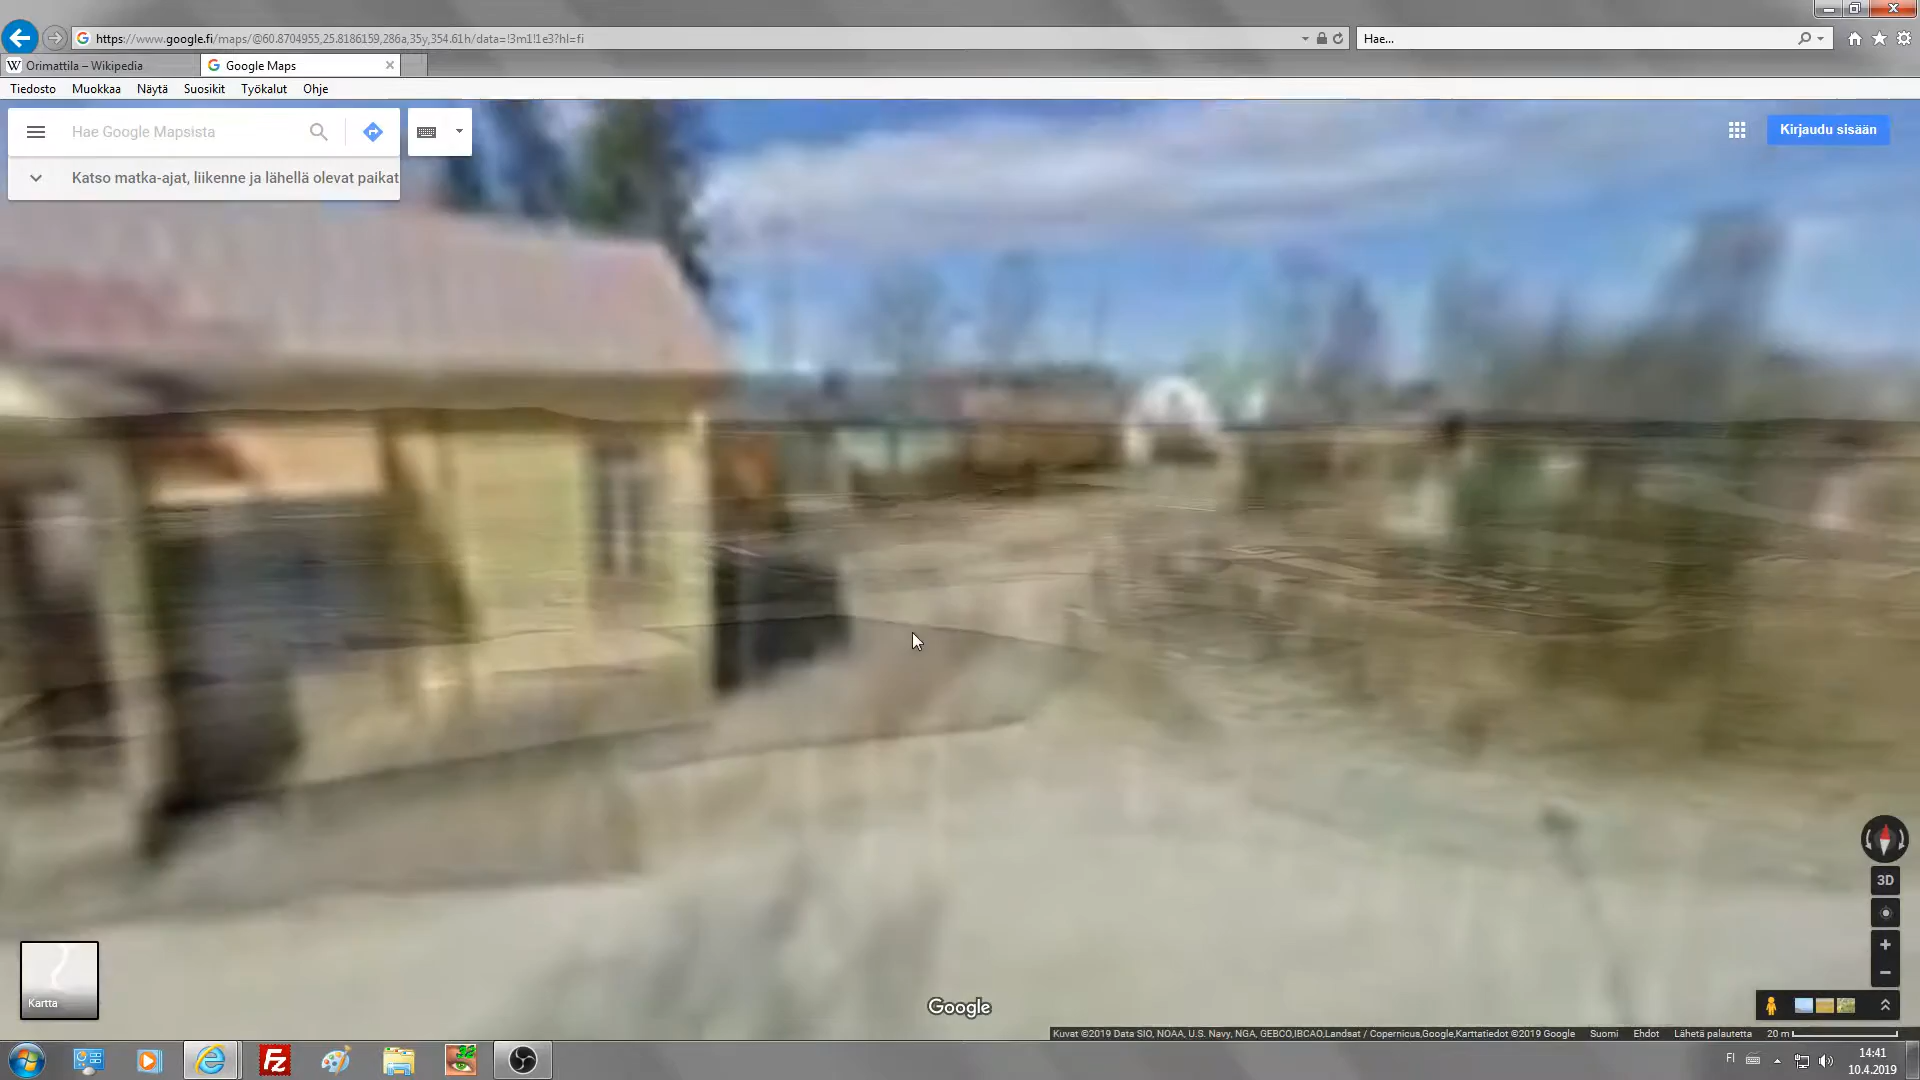 https://www.google.fi/maps/@60.8704955,25.8186159,286a,35y,354.61h/data=!3m1!1e3?hl=fi
Hae...
Orimattila – Wikipedia
Google Maps
Tiedosto Muokkaa Näytä Suosikit Työkalut Ohje
Hae Google Mapsista
Kirjaudu sisään
Katso matka-ajat, liikenne ja lähellä olevat paikat
3D
Kartta
Google
Kuvat ©2019 Data SIO, NOAA, U.S. Navy, NGA, GEBCO,IBCAO,Landsat / Copernicus,Google,Karttatiedot ©2019 Google Suomi Ehdot Lähetä palautetta 20 m
FI
14:41
10.4.2019